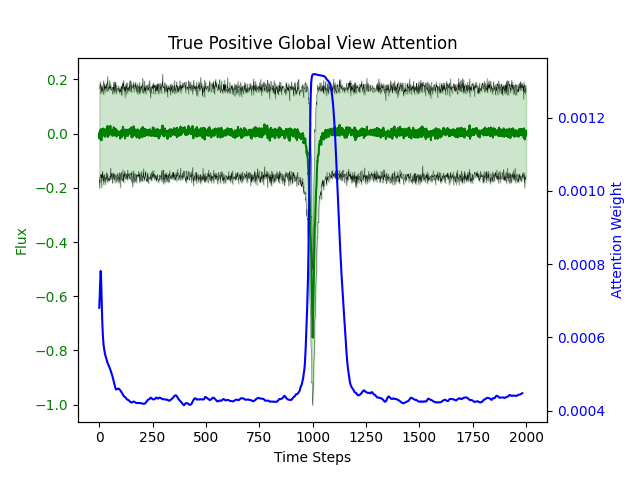 True Positive Global View Attention
0.2
0.0
−0.2
−0.4
−0.6
−0.8
−1.0
Flux
0.0012
0.0010
0.0008
0.0006
0.0004
Attention Weight
0 250 500 750 1000 1250 1500 1750 2000
Time Steps